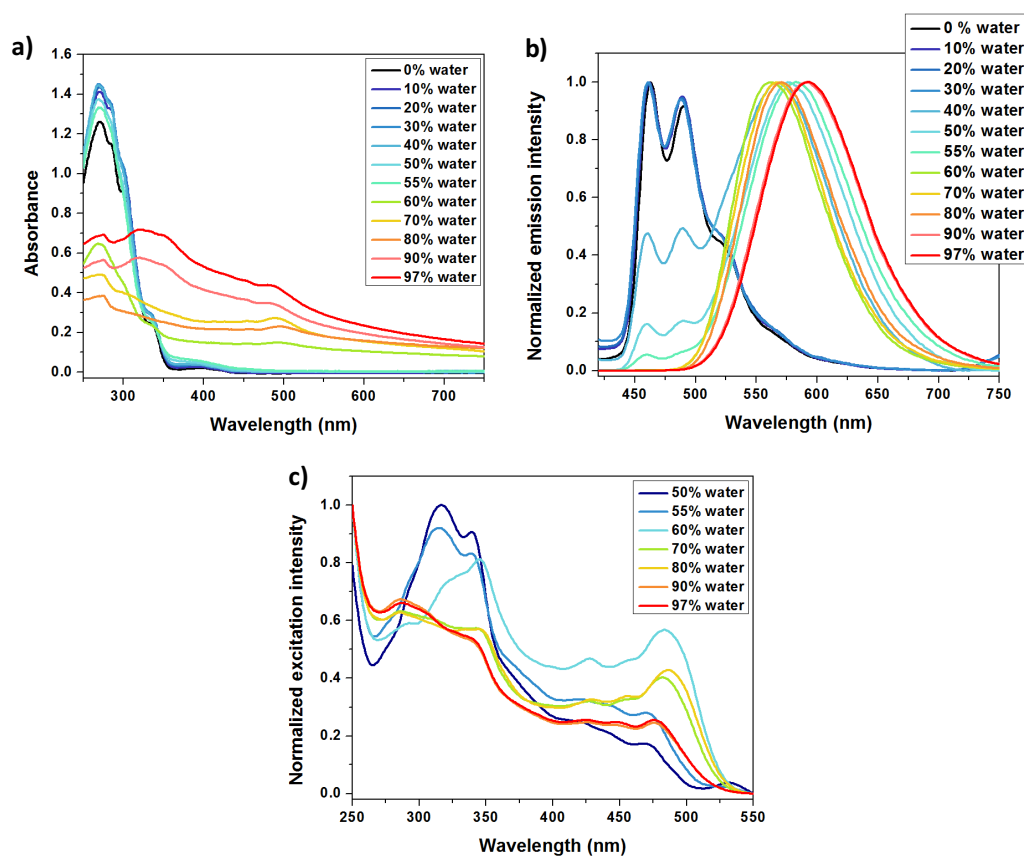 a)
1.6
1.4
1.2
1.0
0.8
0.6
0.4
0.2
0.0
Absorbance
300 400 500 600 700
Wavelength (nm)
0% water
10% water
20% water
30% water
40% water
50% water
55% water
60% water
70% water
80% water
90% water
97% water
b)
1.0
0.8
0.6
0.4
0.2
0.0
Normalized emission intensity
450 500 550 600 650 700 750
Wavelength (nm)
0 % water
10% water
20% water
30% water
40% water
50% water
55% water
60% water
70% water
80% water
90% water
97% water
c)
1.0
0.8
0.6
0.4
0.2
0.0
Normalized excitation intensity
250 300 350 400 450 500 550
Wavelength (nm)
50% water
55% water
60% water
70% water
80% water
90% water
97% water